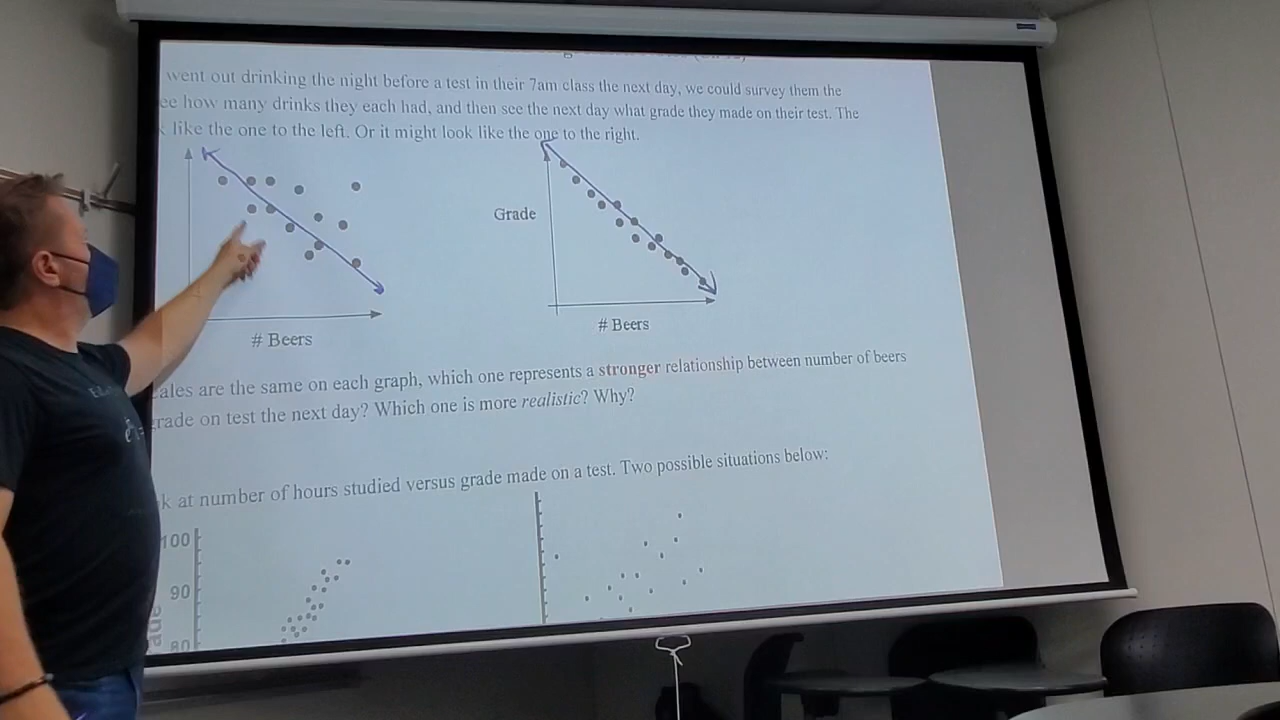 went out drinking the night before a test in their 7am class the next day, we could survey them the
how many drinks they each had, and then see the next day what grade they made on their test. The
like the one to the left. Or it might look like the one to the right.
Grade
# Beers
# Beers
ales are the same on each graph, which one represents a stronger relationship between number of beers
rade on test the next day? Which one is more realistic? Why?
k at number of hours studied versus grade made on a test. Two possible situations below:
100
90
80